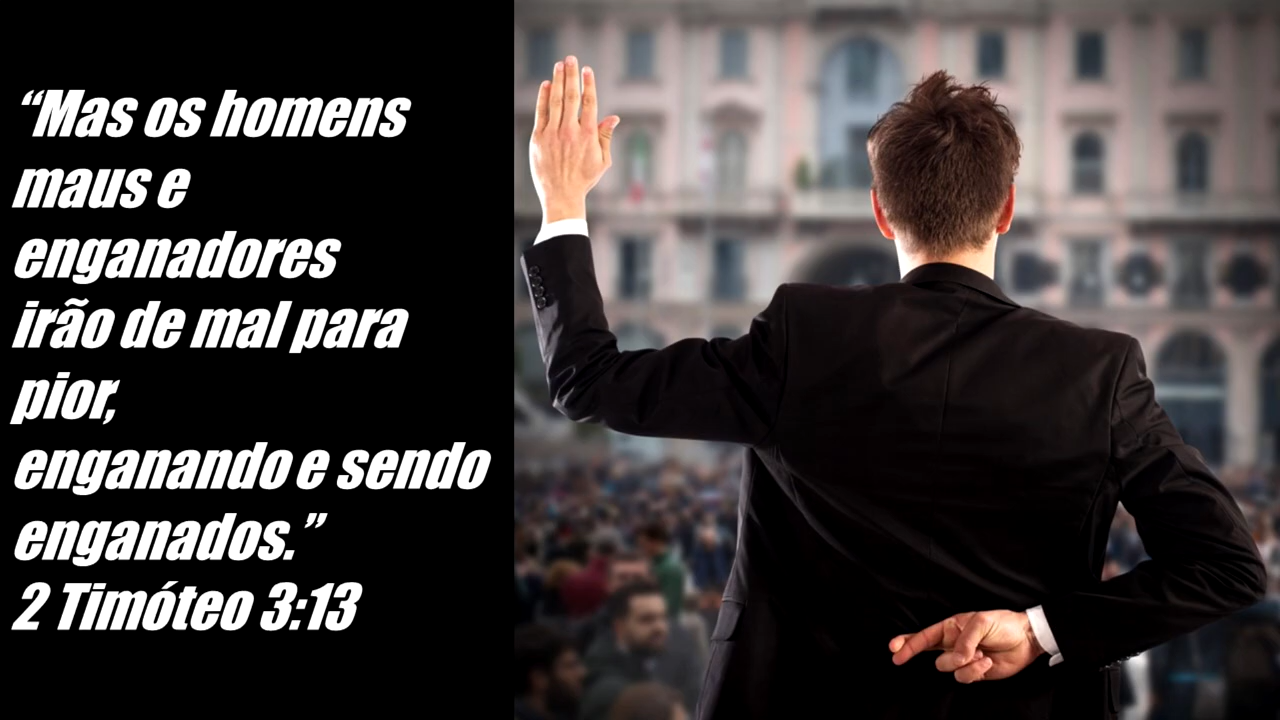 “Mas os homens
maus e
enganadores
irão de mal para
pior,
enganando e sendo
enganados.”
2 Timóteo 3:13